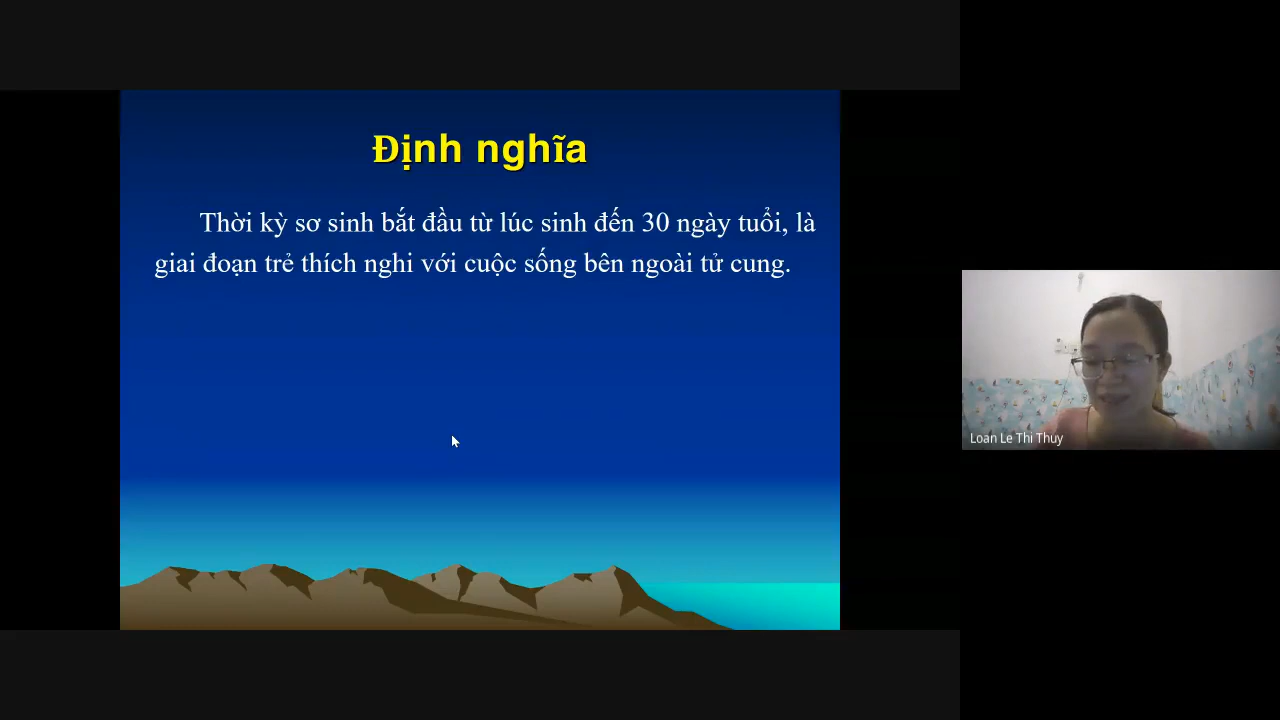 Định nghĩa
Thời kỳ sơ sinh bắt đầu từ lúc sinh đến 30 ngày tuổi, là
giai đoạn trẻ thích nghi với cuộc sống bên ngoài tử cung.
Loan Le Thi Thuy